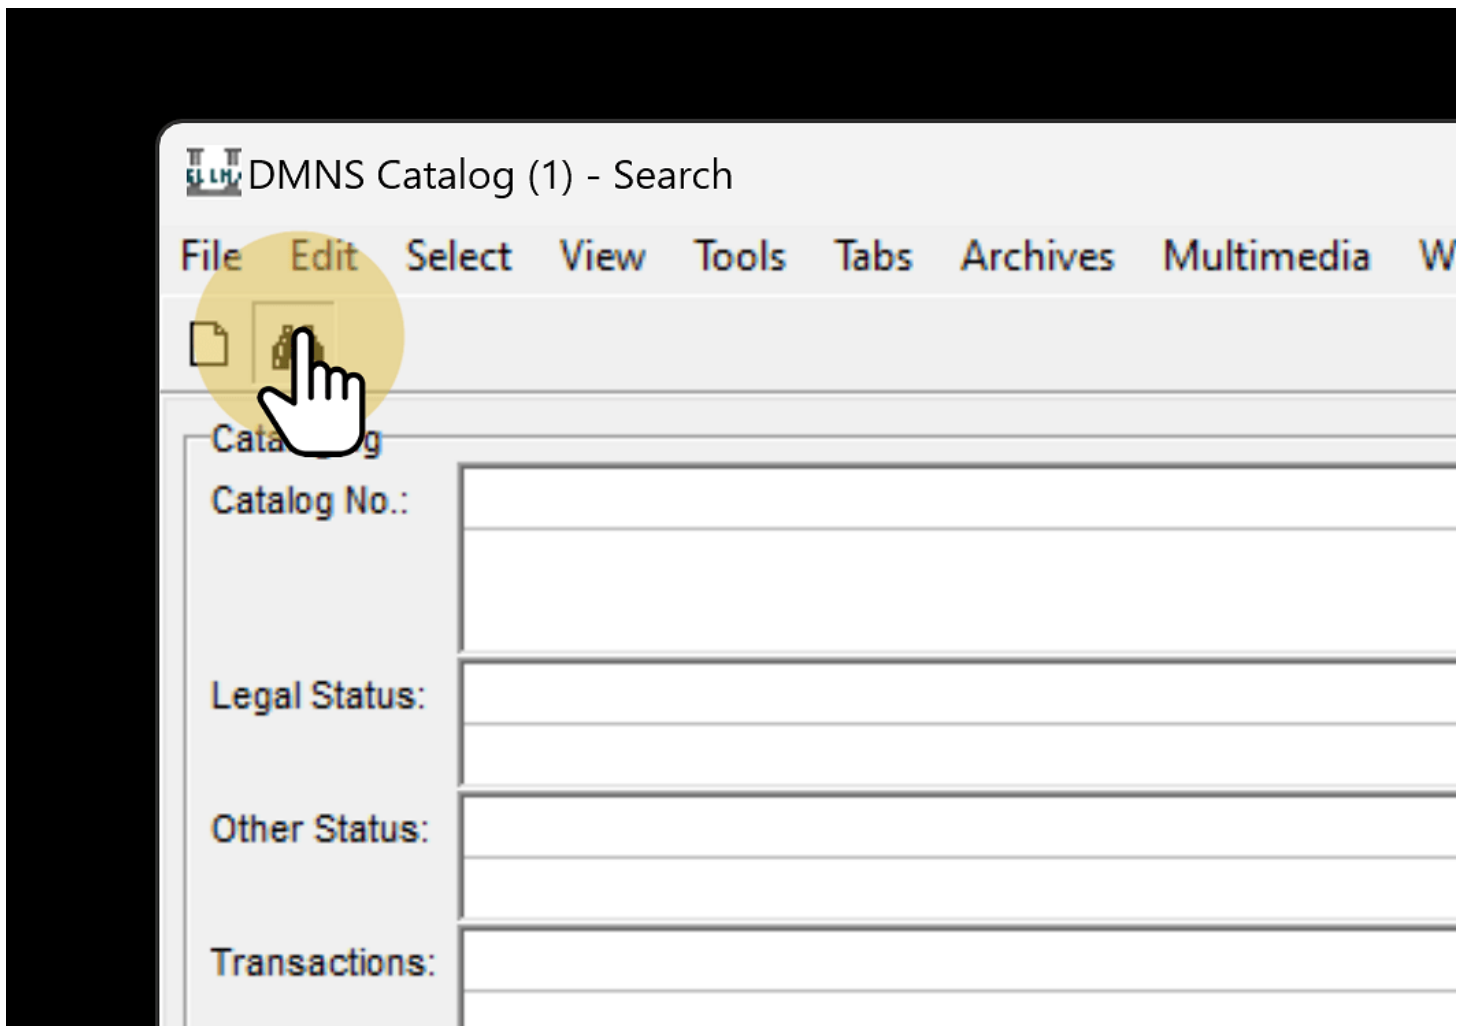 DMNS Catalog (1) - Search
File Edit Select View Tools Tabs Archives Multimedia
Catalog No.:
Legal Status:
Other Status:
Transactions: